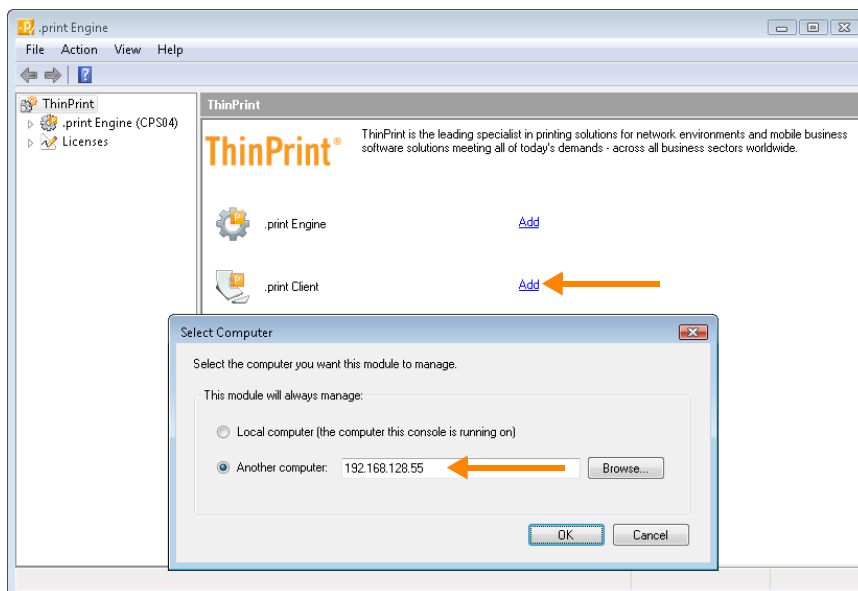 .print Engine
File Action View Help
ThinPrint
.print Engine (CPS04)
Licenses
ThinPrint
ThinPrint®
ThinPrint is the leading specialist in printing solutions for network environments and mobile business
software solutions meeting all of today's demands - across all business sectors worldwide.
.print Engine Add
.print Client Add
Select Computer
Select the computer you want this module to manage.
This module will always manage:
Local computer (the computer this console is running on)
Another computer: 192.168.128.55 Browse...
OK Cancel